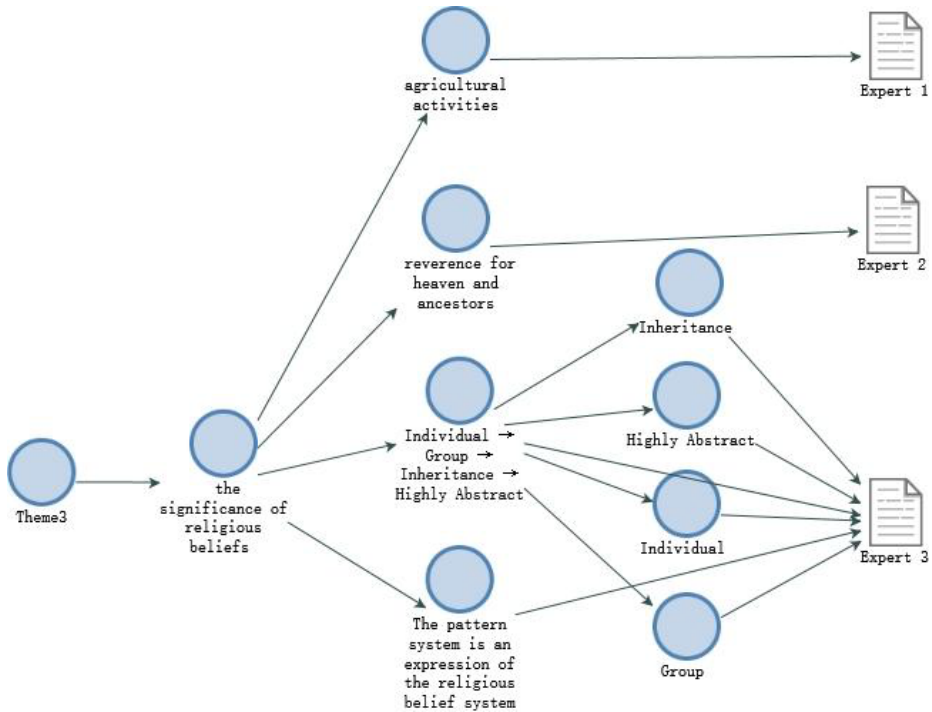 agricultural
activities
Expert 1
reverence for
heaven and
ancestors
Expert 2
Inheritance
Individual →
Group →
Inheritance →
Highly Abstract
Highly Abstract
Theme3
the
significance of
religious
beliefs
Individual
Expert 3
The pattern
system is an
expression of
the religious
belief system
Group